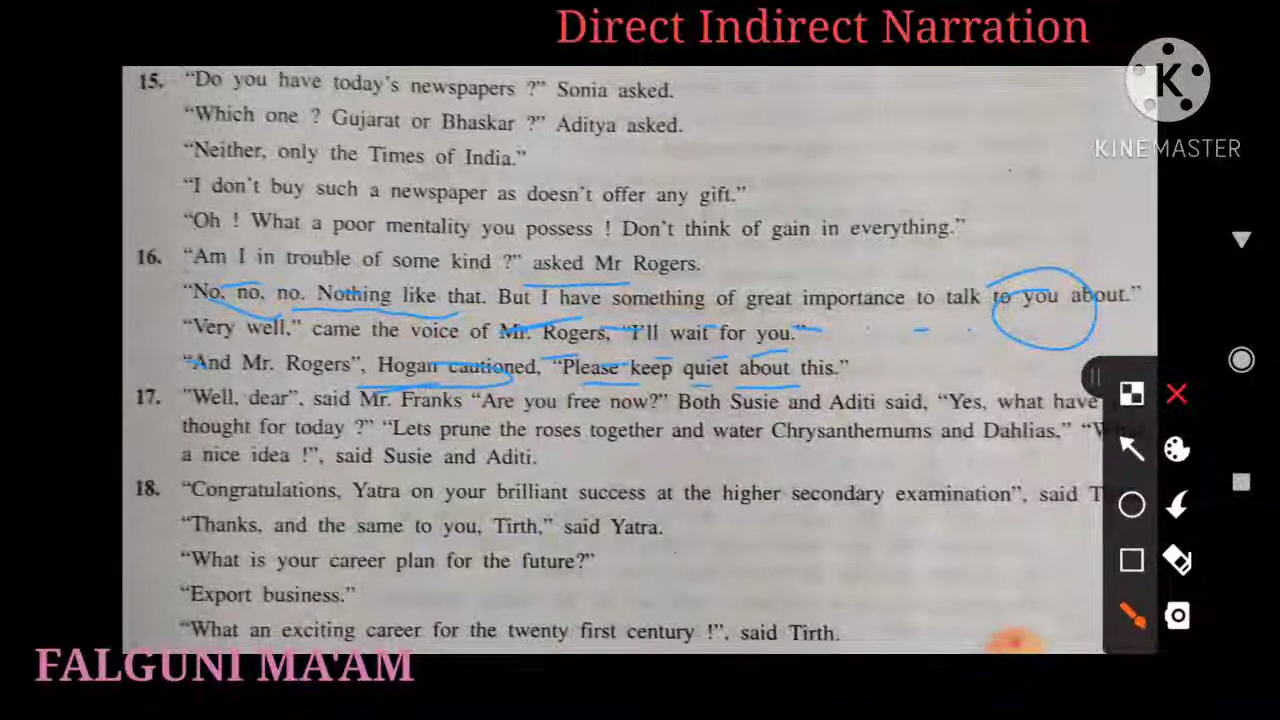 Direct Indirect Narration
K
KINEMASTER
15. “Do you have today’s newspapers ?” Sonia asked.
“Which one ? Gujarat or Bhaskar ?” Aditya asked.
“Neither, only the Times of India.”
“I don’t buy such a newspaper as doesn’t offer any gift.”
“Oh ! What a poor mentality you possess ! Don’t think of gain in everything.”
16. “Am I in trouble of some kind ?” asked Mr Rogers.
“No, no, no. Nothing like that. But I have something of great importance to talk to you about.”
“Very well,” came the voice of Mr. Rogers, “I’ll wait for you.”
“And Mr. Rogers”, Hogan cautioned, “Please keep quiet about this.”
17. “Well, dear”, said Mr. Franks “Are you free now?” Both Susie and Aditi said, “Yes, what have
thought for today ?” “Lets prune the roses together and water Chrysanthemums and Dahlias,”
a nice idea !”, said Susie and Aditi.
18. “Congratulations, Yatra on your brilliant success at the higher secondary examination”, said
“Thanks, and the same to you, Tirth,” said Yatra.
“What is your career plan for the future?”
“Export business.”
“What an exciting career for the twenty first century !”, said Tirth.
FALGUNI MA'AM